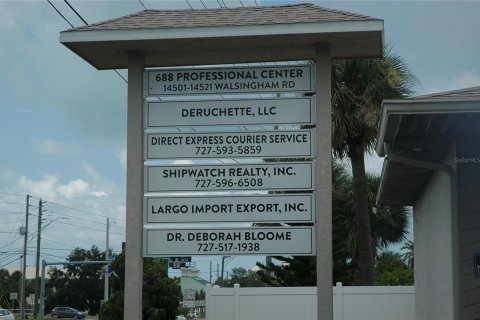 688 PROFESSIONAL CENTER
14501-14521 WALSINGHAM RD
DERUCHETTE, LLC
DIRECT EXPRESS COURIER SERVICE
727-593-5859
SHIPWATCH REALTY, INC.
727-596-6508
LARGO IMPORT EXPORT, INC.
DR. DEBORAH BLOOME
727-517-1938